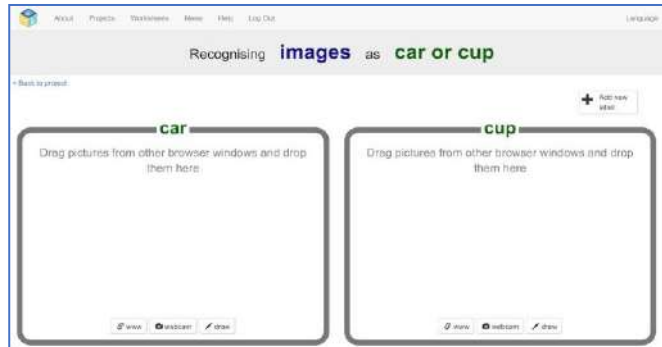 About Projects Worksheets News Help Log Out Language
Recognising images as car or cup
< Back to project
Add new
label
car
Drag pictures from other browser windows and drop
them here
www webcam draw
cup
Drag pictures from other browser windows and drop
them here
www webcam draw